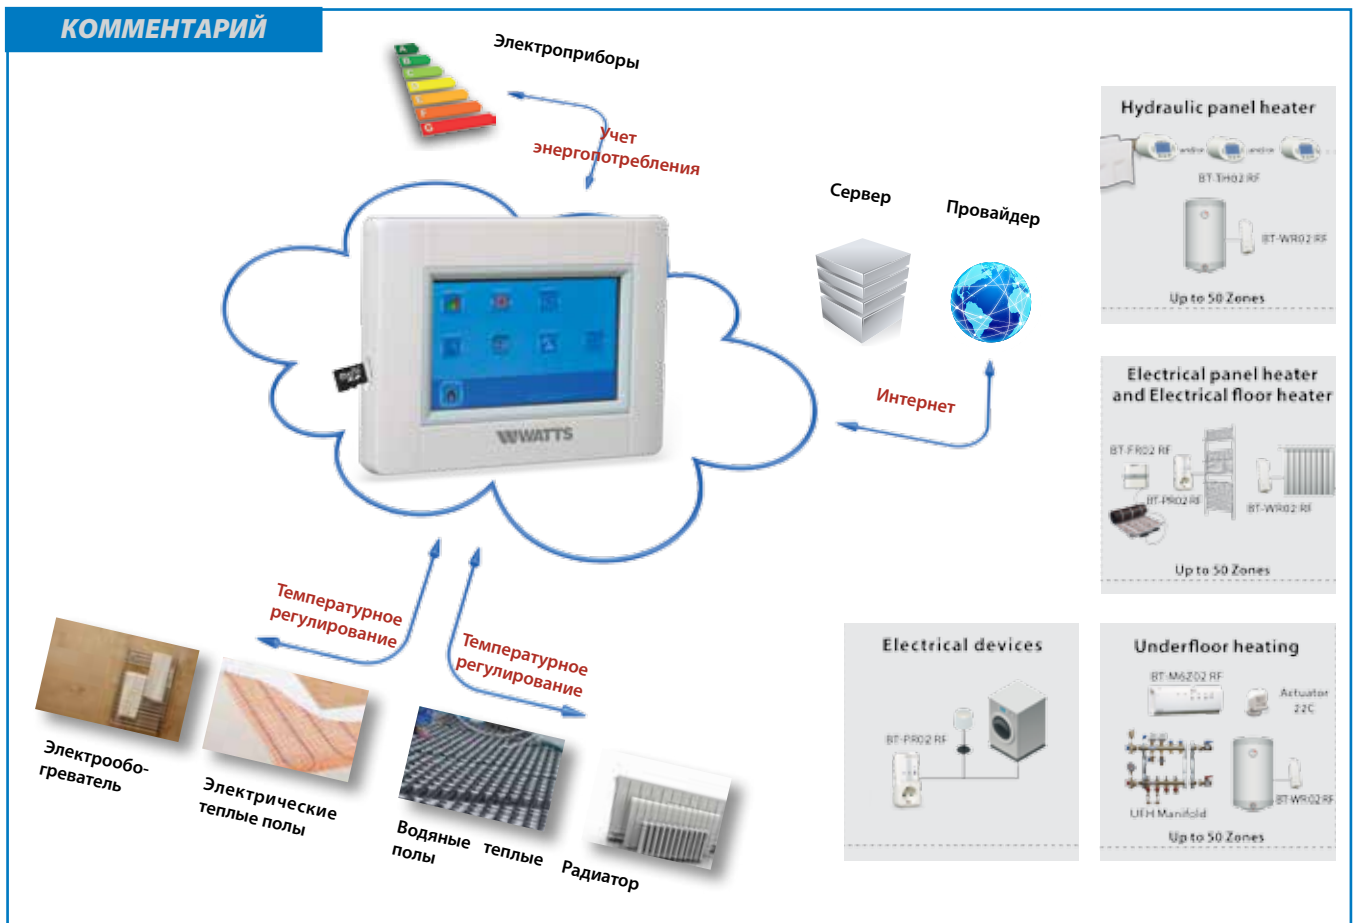 КОММЕНТАРИЙ
Электроприборы
A
B
C
D
E
F
G
Учет
энергопотребления
Сервер
Провайдер
Интернет
WATTS
Температурное
регулирование
Температурное
регулирование
Электрообо-
греватель
Электрические
теплые полы
Водяные теплые
полы
Радиатор
Hydraulic panel heater
BT-TH02 RF
BT-WR02 RF
Up to 50 Zones
Electrical panel heater
and Electrical floor heater
BT-FR02 RF
BT-PR02 RF
BT-WR02 RF
Up to 50 Zones
Electrical devices
BT-PR02 RF
Underfloor heating
BT-M6Z02 RF
Actuator
22C
UFH Manifold
BT-WR02 RF
Up to 50 Zones